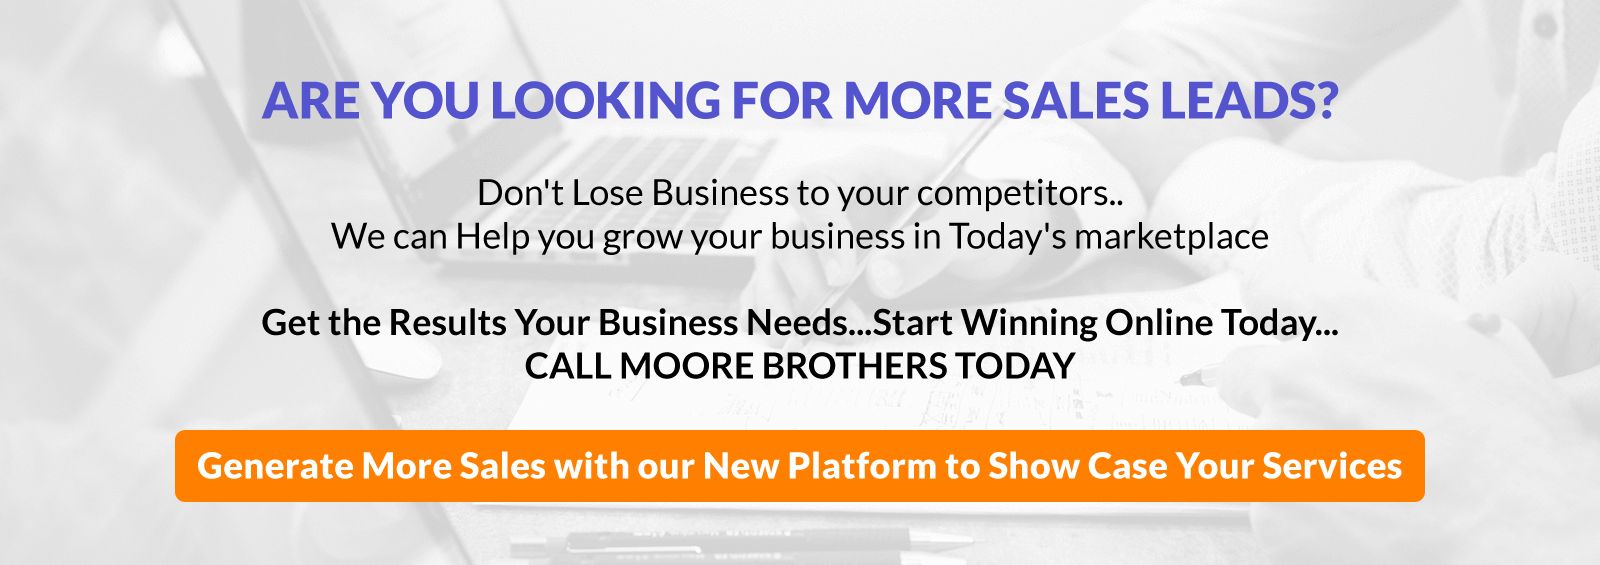 ARE YOU LOOKING FOR MORE SALES LEADS?
Don't Lose Business to your competitors..
We can Help you grow your business in Today's marketplace
Get the Results Your Business Needs...Start Winning Online Today...
CALL MOORE BROTHERS TODAY
Generate More Sales with our New Platform to Show Case Your Services